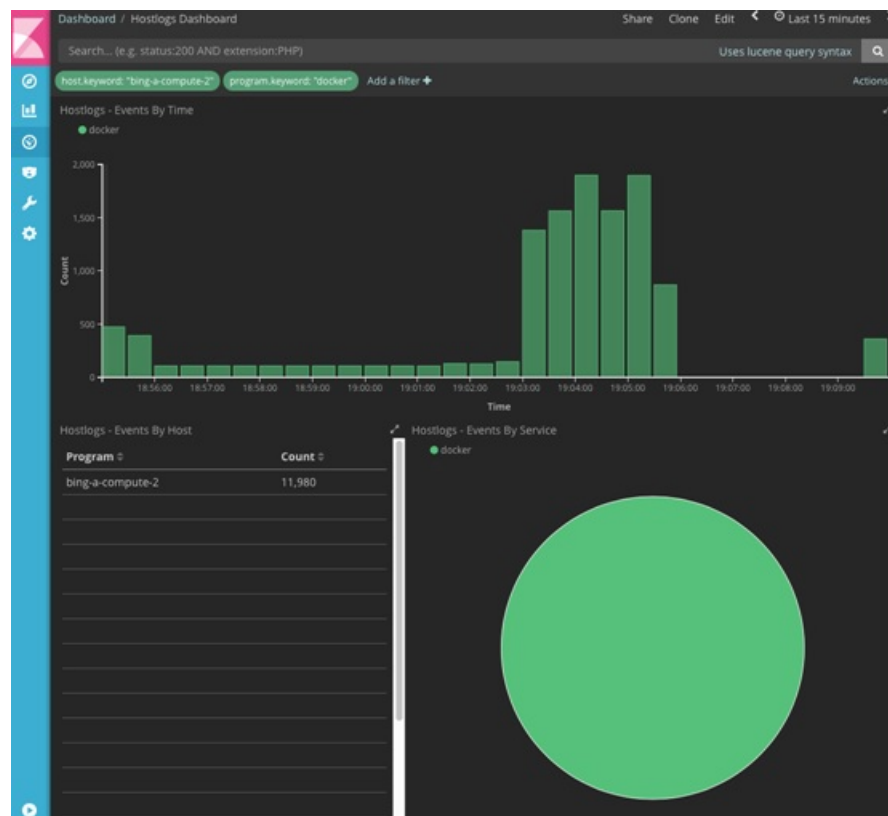 Dashboard / Hostlogs Dashboard Share Clone Edit Last 15 minutes
Search... (e.g. status:200 AND extension:PHP) Uses lucene query syntax
host.keyword: "bing-a-compute-2" program.keyword: "docker" Add a filter + Actions
Hostlogs - Events By Time
docker
2,000
1,500
1,000
500
0
Count
18:56:00 18:57:00 18:58:00 18:59:00 19:00:00 19:01:00 19:02:00 19:03:00 19:04:00 19:05:00 19:06:00 19:07:00 19:08:00 19:09:00
Time
Hostlogs - Events By Host
Program Count
bing-a-compute-2 11,980
Hostlogs - Events By Service
docker